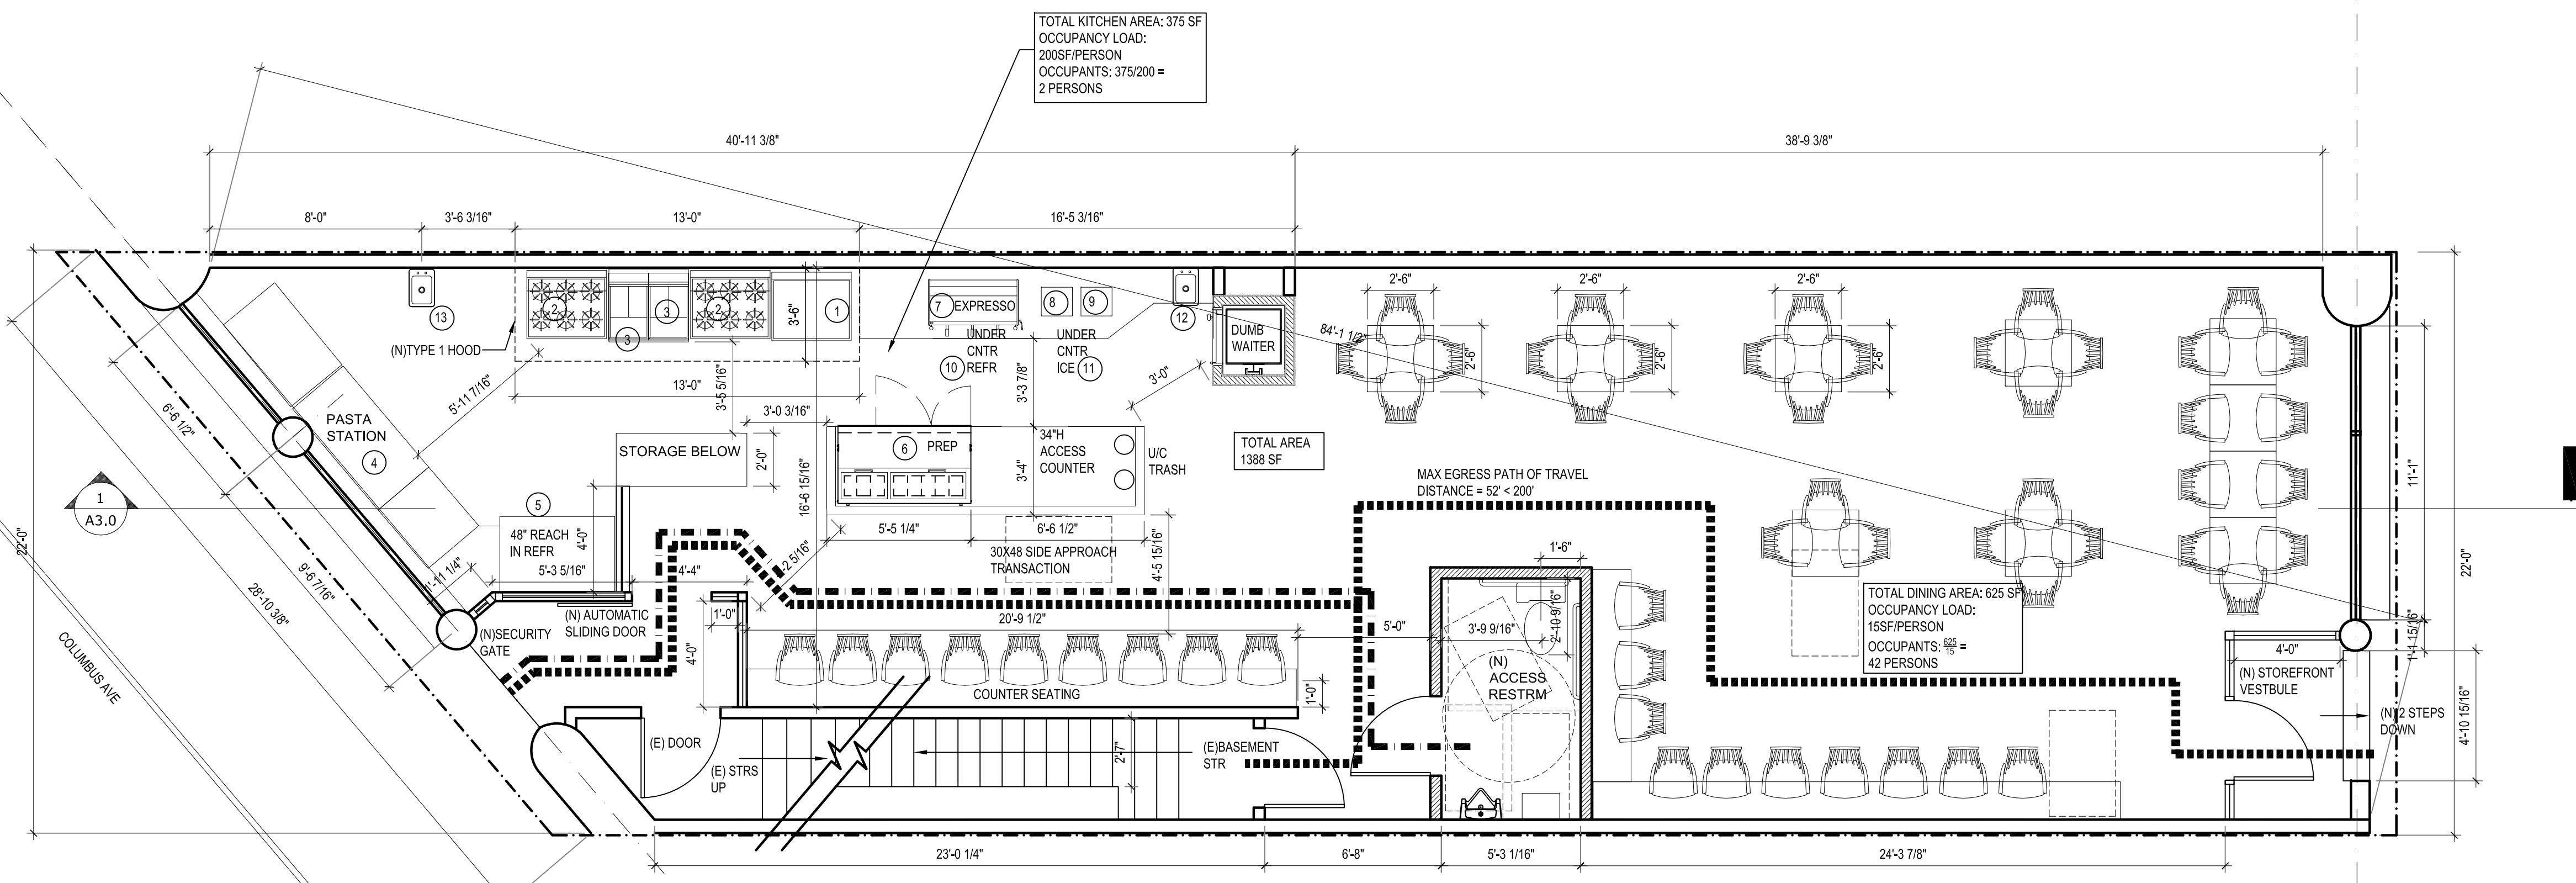 TOTAL KITCHEN AREA: 375 SF
OCCUPANCY LOAD:
200SF/PERSON
OCCUPANTS: 375/200 =
2 PERSONS
40'-11 3/8"
38'-9 3/8"
8'-0"
3'-6 3/16"
13'-0"
16'-5 3/16"
2'-6"
2'-6"
2'-6"
2
3
3
2
1
3'-6"
7
EXPRESSO
8
9
12
13
(N)TYPE 1 HOOD
UNDER
CNTR
REFR
10
UNDER
CNTR
ICE
11
DUMB
WAITER
84'-1 1/2"
2'-6"
2'-6"
2'-6"
5'-11 7/16"
13'-0"
3'-5 5/16"
3'-3 7/8"
3'-0"
3'-0 3/16"
6'-6 1/2"
PASTA
STATION
4
STORAGE BELOW
2'-0"
6
PREP
34"H
ACCESS
COUNTER
U/C
TRASH
3'-4"
TOTAL AREA
1388 SF
MAX EGRESS PATH OF TRAVEL
DISTANCE = 52' < 200'
11'-1"
1
A3.0
5
48" REACH
IN REFR
4'-0"
16'-6 15/16"
5'-5 1/4"
6'-6 1/2"
30X48 SIDE APPROACH
TRANSACTION
4'-5 15/16"
1'-6"
22'-0"
22'-0"
9'-6 7/16"
28'-10 3/8"
5'-3 5/16"
4'-4"
(N) AUTOMATIC
SLIDING DOOR
1'-0"
20'-9 1/2"
5'-0"
3'-9 9/16"
2'-10 9/16"
TOTAL DINING AREA: 625 SF
OCCUPANCY LOAD:
15SF/PERSON
OCCUPANTS: 625/15 =
42 PERSONS
1'-1 15/16"
(N)SECURITY
GATE
4'-0"
COLUMBUS AVE
COUNTER SEATING
1'-0"
(N)
ACCESS
RESTRM
4'-0"
(N) STOREFRONT
VESTBULE
(N) 2 STEPS
DOWN
4'-10 15/16"
(E) DOOR
(E) STRS
UP
2'-7"
(E)BASEMENT
STR
23'-0 1/4"
6'-8"
5'-3 1/16"
24'-3 7/8"